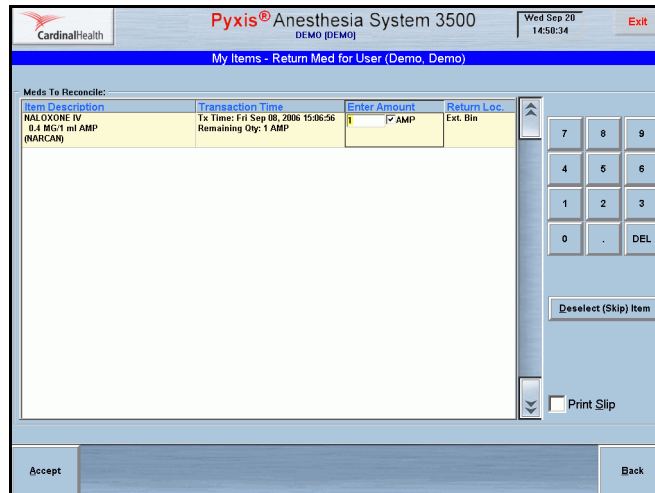 CardinalHealth
Pyxis® Anesthesia System 3500
DEMO [DEMO]
Wed Sep 20
14:50:34
Exit
My Items - Return Med for User (Demo, Demo)
Meds To Reconcile:
Item Description Transaction Time Enter Amount Return Loc.
NALOXONE IV Tx Time: Fri Sep 08, 2006 15:06:56 1 AMP Ext. Bin
0.4 MG/1 ml AMP Remaining Qty: 1 AMP
(NARCAN)
7 8 9
4 5 6
1 2 3
0 . DEL
Deselect (Skip) Item
Print Slip
Accept Back